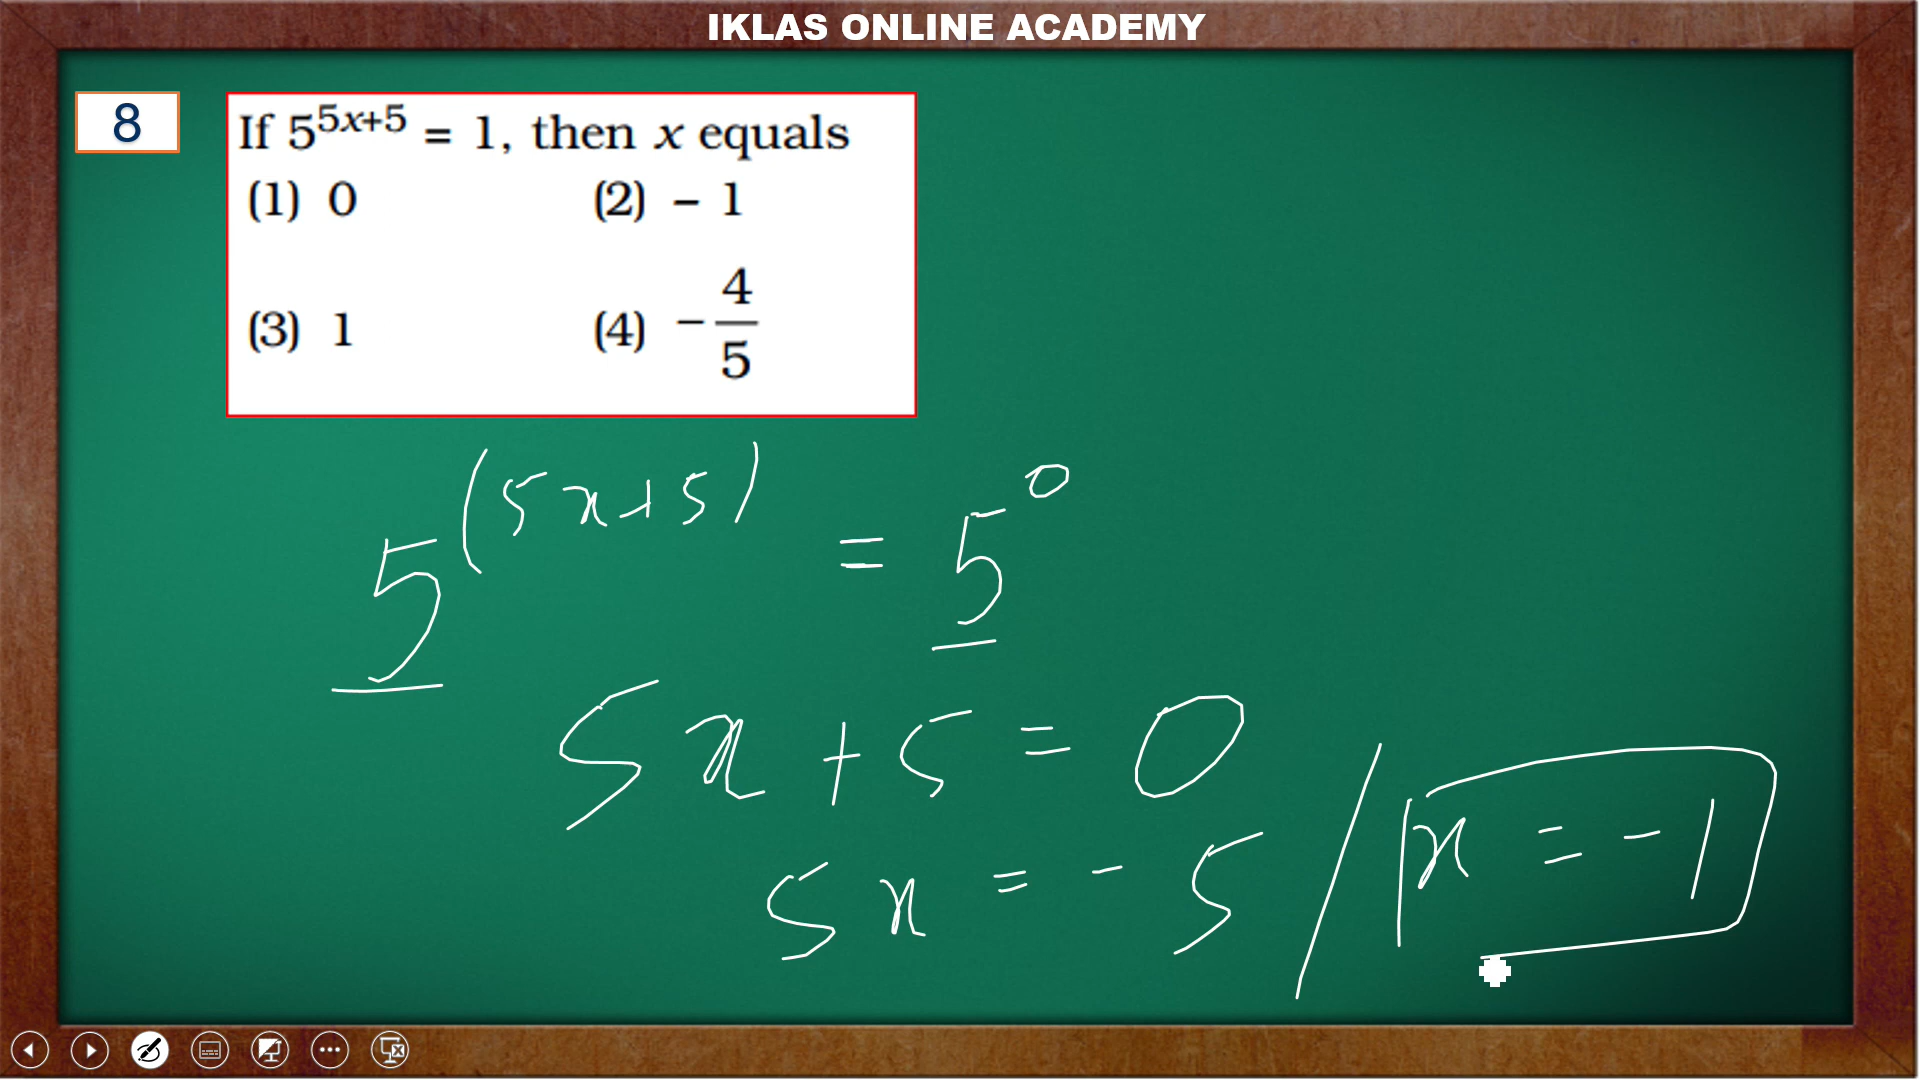 IKLAS ONLINE ACADEMY
8
If 5^{5x+5} = 1, then x equals
(1) 0 (2) – 1
(3) 1 (4) –4/5
5^{(5x+5)} = 5^0
5x + 5 = 0
5x = - 5 / x = -1